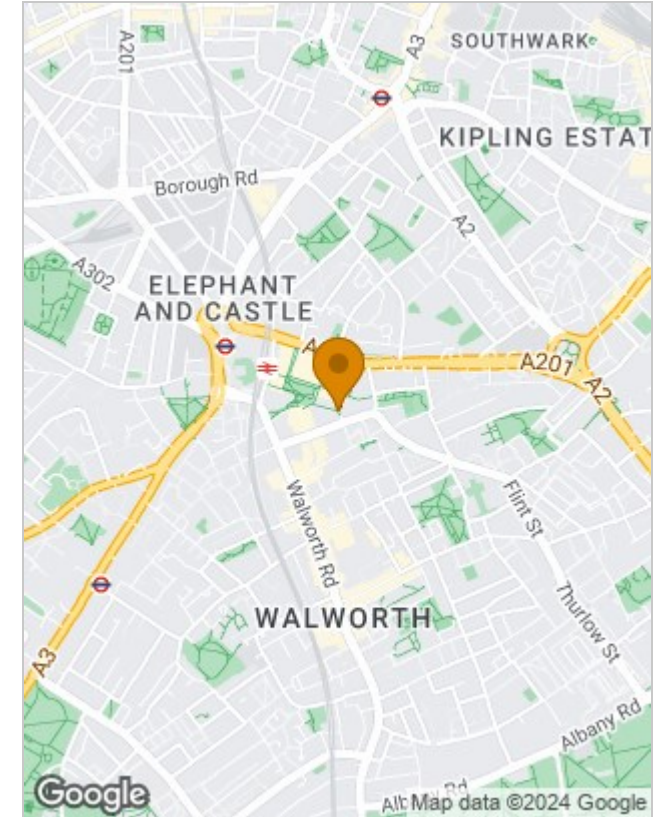 A201
A3
SOUTHWARK
KIPLING ESTAT
Borough Rd
A2
A302
ELEPHANT
AND CASTLE
A201
A2
Flint St
Walworth Rd
WALWORTH
Thurlow St
A3
Albany Rd
Google
Map data ©2024 Google